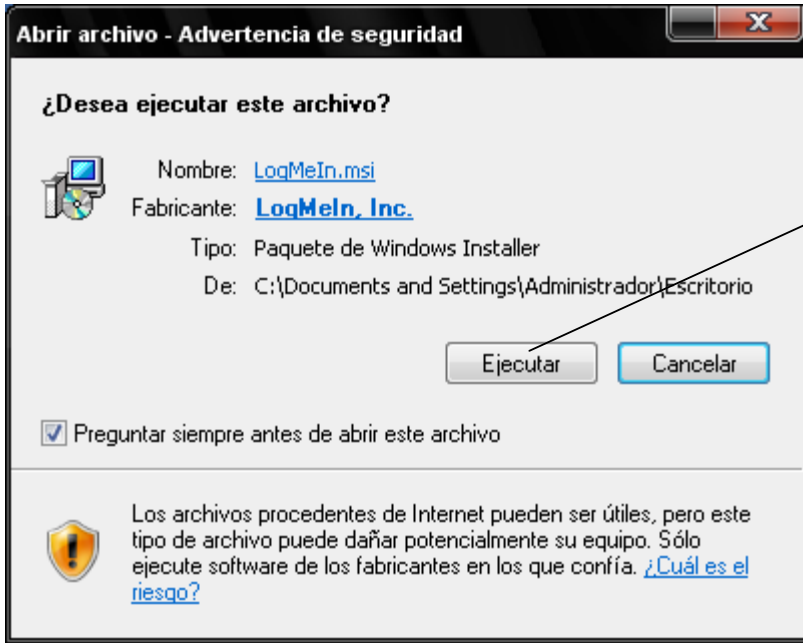 Abrir archivo - Advertencia de seguridad
¿Desea ejecutar este archivo?
Nombre: LogMeIn.msi
Fabricante: LogMeIn, Inc.
Tipo: Paquete de Windows Installer
De: C:\Documents and Settings\Administrador\Escritorio
Ejecutar Cancelar
Preguntar siempre antes de abrir este archivo
Los archivos procedentes de Internet pueden ser útiles, pero este
tipo de archivo puede dañar potencialmente su equipo. Sólo
ejecute software de los fabricantes en los que confía. ¿Cuál es el
riesgo?